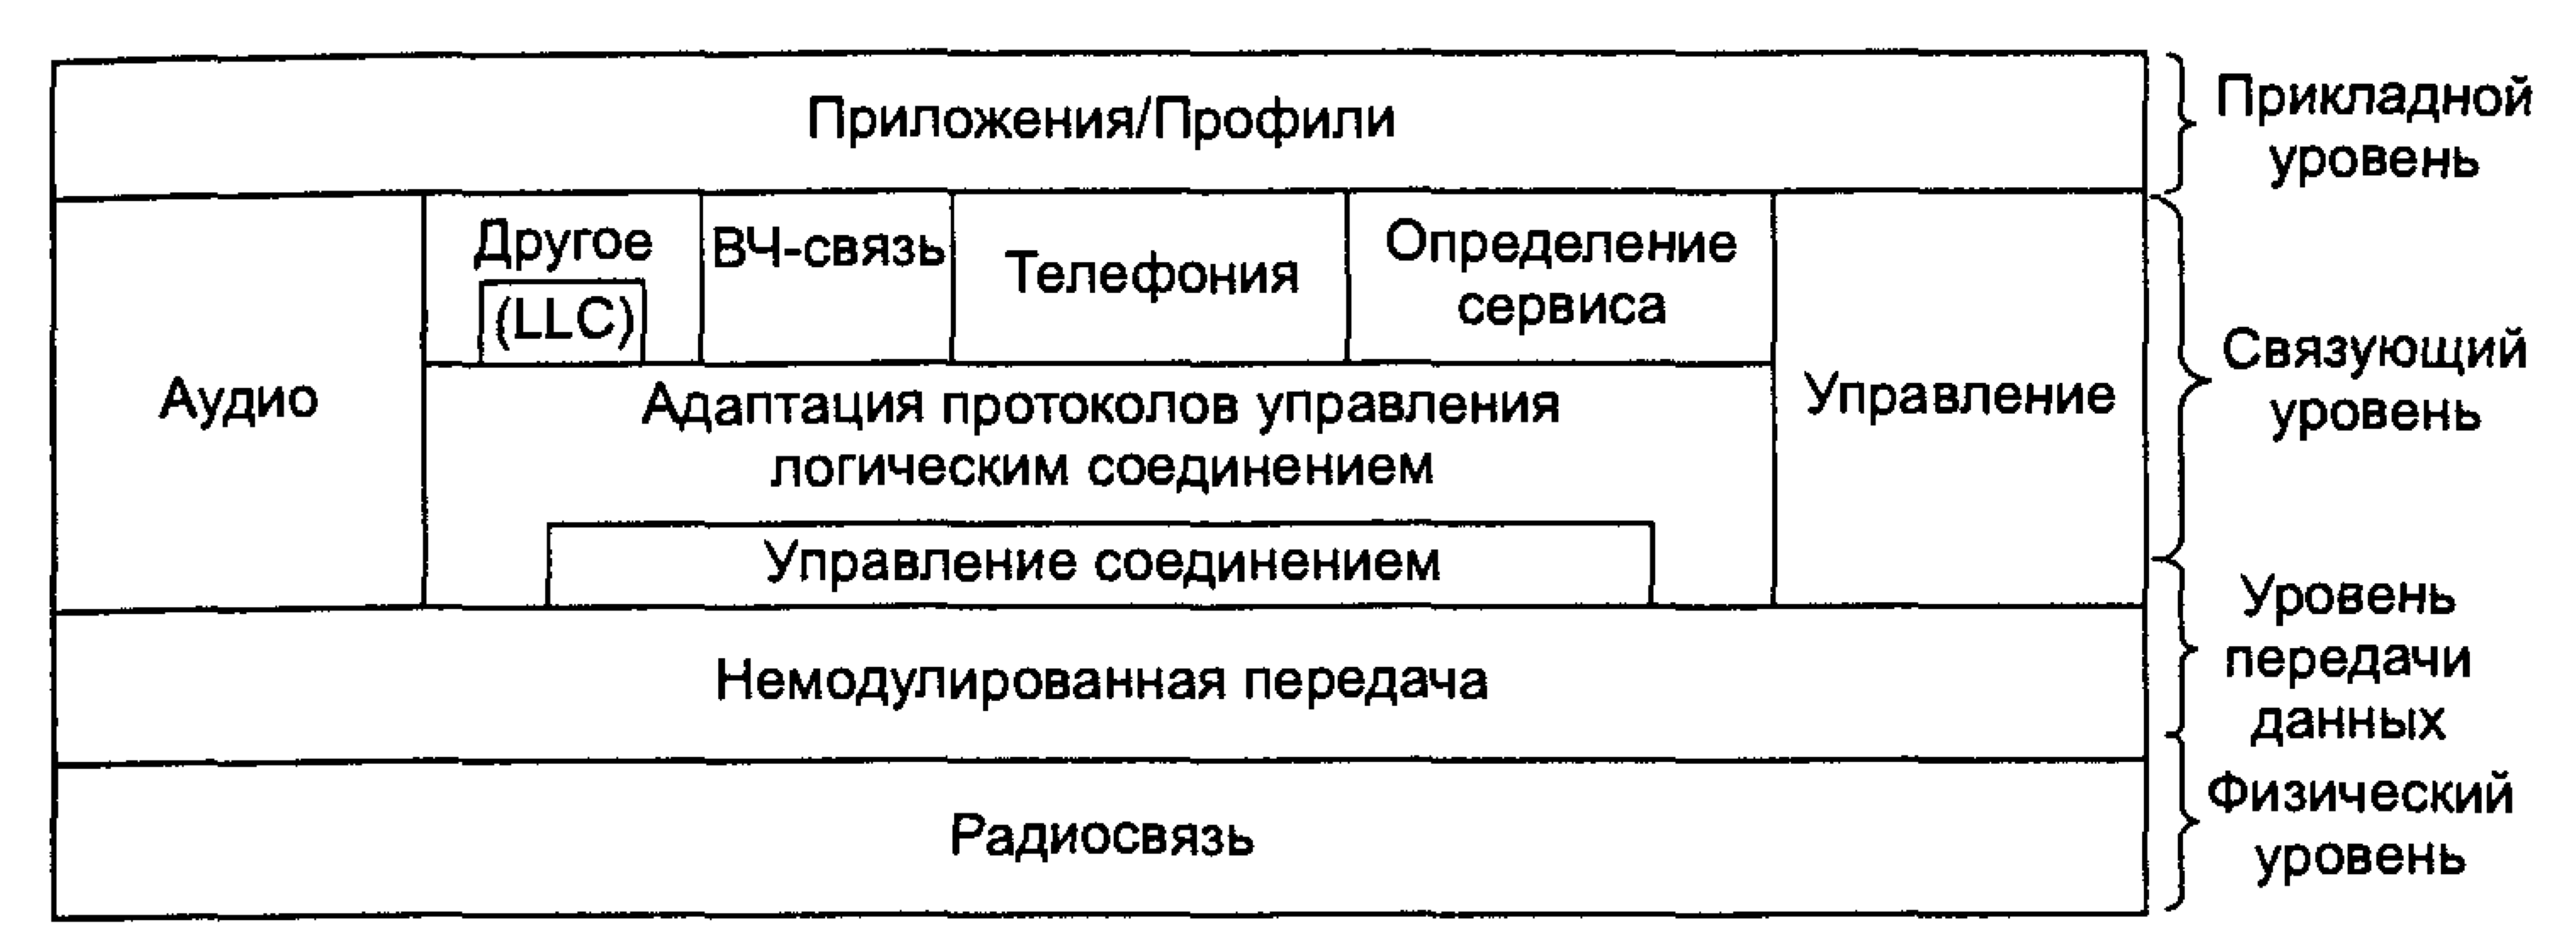 Приложения/Профили
Прикладной
уровень
Аудио
Другое
(LLC)
ВЧ-связь
Телефония
Определение
сервиса
Управление
Связующий
уровень
Адаптация протоколов управления
логическим соединением
Управление соединением
Немодулированная передача
Уровень
передачи
данных
Радиосвязь
Физический
уровень